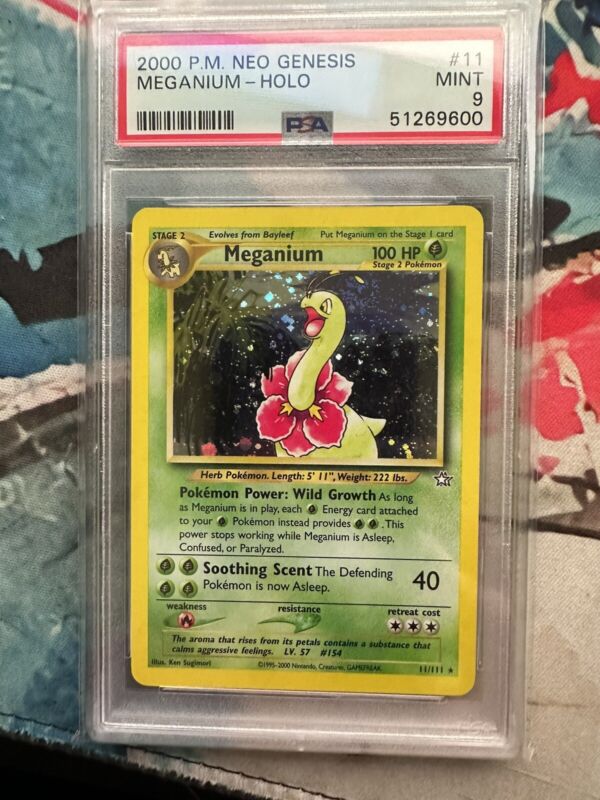 2000 P.M. NEO GENESIS #11
MEGANIUM - HOLO MINT
9
PSA 51269600
STAGE 2 Evolves from Bayleef Put Meganium on the Stage 1 card
Meganium 100 HP
Stage 2 Pokémon
Herb Pokémon. Length: 5' 11", Weight: 222 lbs.
Pokémon Power: Wild Growth As long
as Meganium is in play, each Energy card attached
to your Pokémon instead provides . This
power stops working while Meganium is Asleep,
Confused, or Paralyzed.
Soothing Scent The Defending 40
Pokémon is now Asleep.
weakness resistance retreat cost
The aroma that rises from its petals contains a substance that
calms aggressive feelings. LV. 57 #154
Illus. Ken Sugimori ©1995-2000 Nintendo, Creatures, GAMEFREAK. 11/111 ★